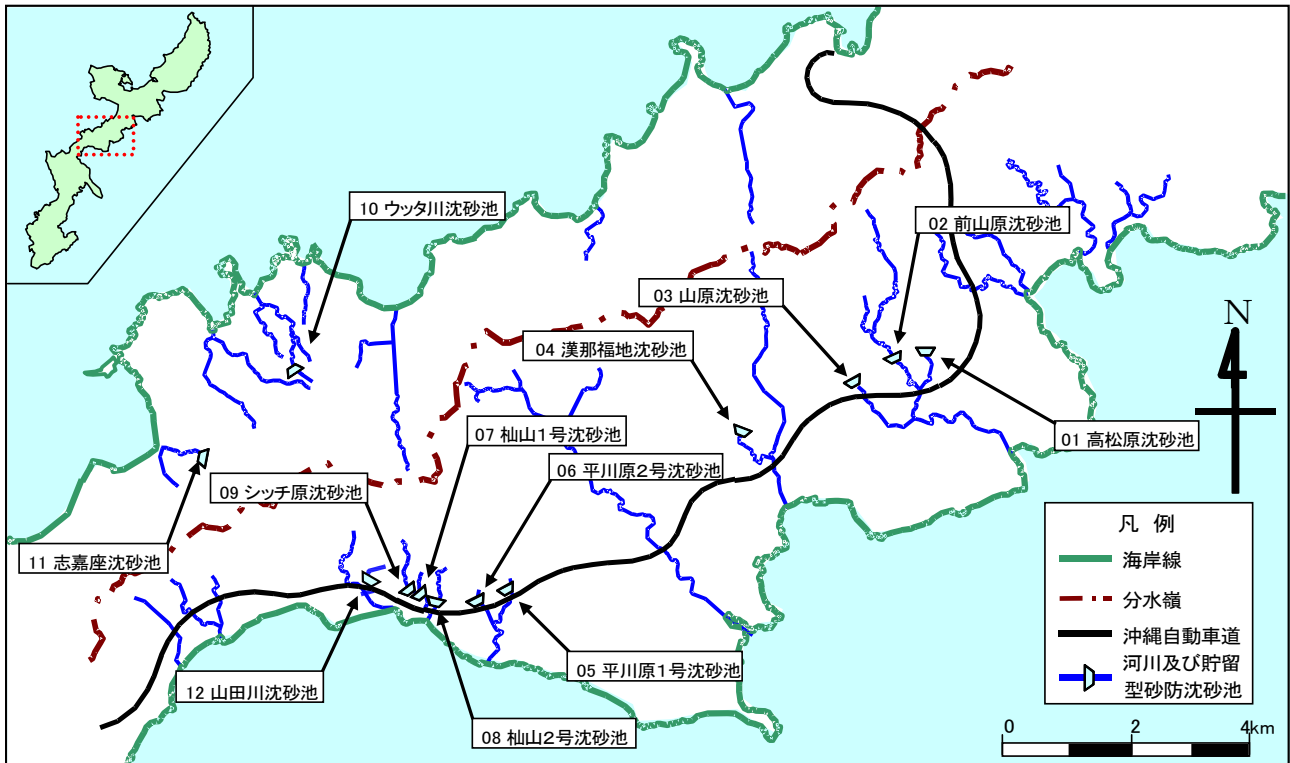 10 ウッタ川沈砂池
02 前山原沈砂池
03 山原沈砂池
N
04 漢那福地沈砂池
07 杣山1号沈砂池
01 高松原沈砂池
06 平川原2号沈砂池
09 シッチ原沈砂池
11 志嘉座沈砂池
05 平川原1号沈砂池
12 山田川沈砂池
08 杣山2号沈砂池
凡 例
海岸線
分水嶺
沖縄自動車道
河川及び貯留
型砂防沈砂池
0 2 4km